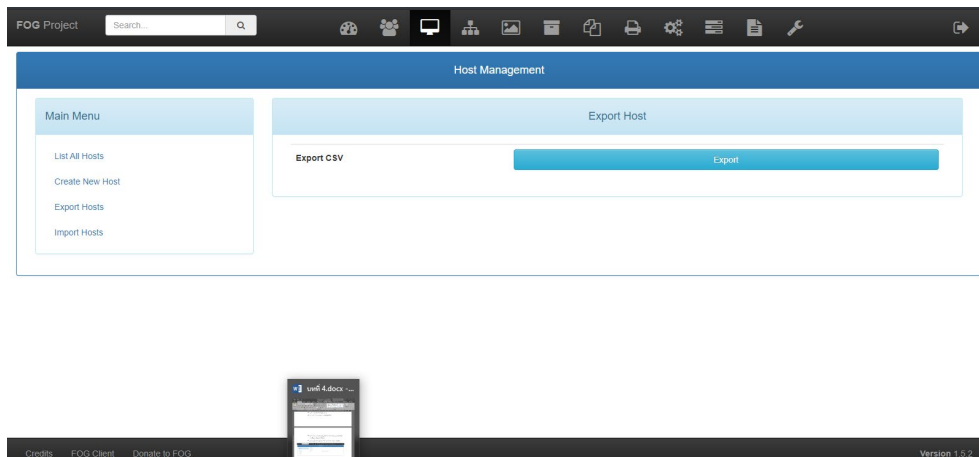 FOG Project Search...
Host Management
Main Menu
Export Host
List All Hosts
Export CSV Export
Create New Host
Export Hosts
Import Hosts
บทที่ 4.docx -...
Credits FOG Client Donate to FOG Version 1.5.2